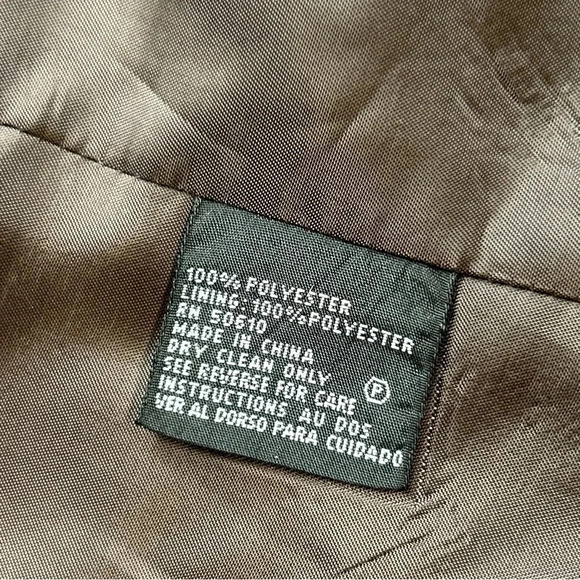 100% POLYESTER
LINING: 100% POLYESTER
RN 50610
MADE IN CHINA
DRY CLEAN ONLY
SEE REVERSE FOR CARE
INSTRUCTIONS AU DOS
VER AL DORSO PARA CUIDADO
P